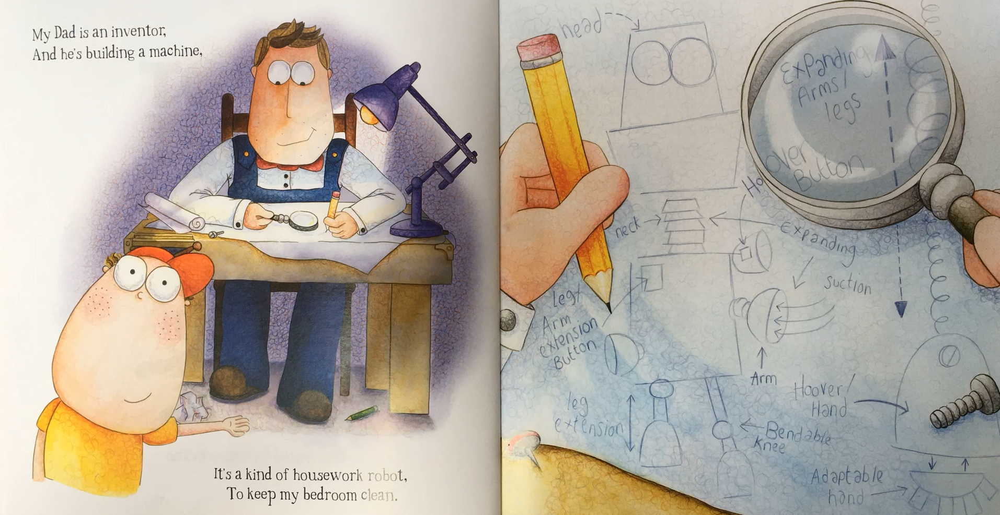 My Dad is an inventor,
And he's building a machine,
It's a kind of housework robot,
To keep my bedroom clean.
head
Expanding
Arms/
legs
Hoover
Button
neck
Expanding
suction
Leg+
Arm
extension
Button
Arm
leg
extension
Bendable
Knee
Hoover/
Hand
Adaptable
hand